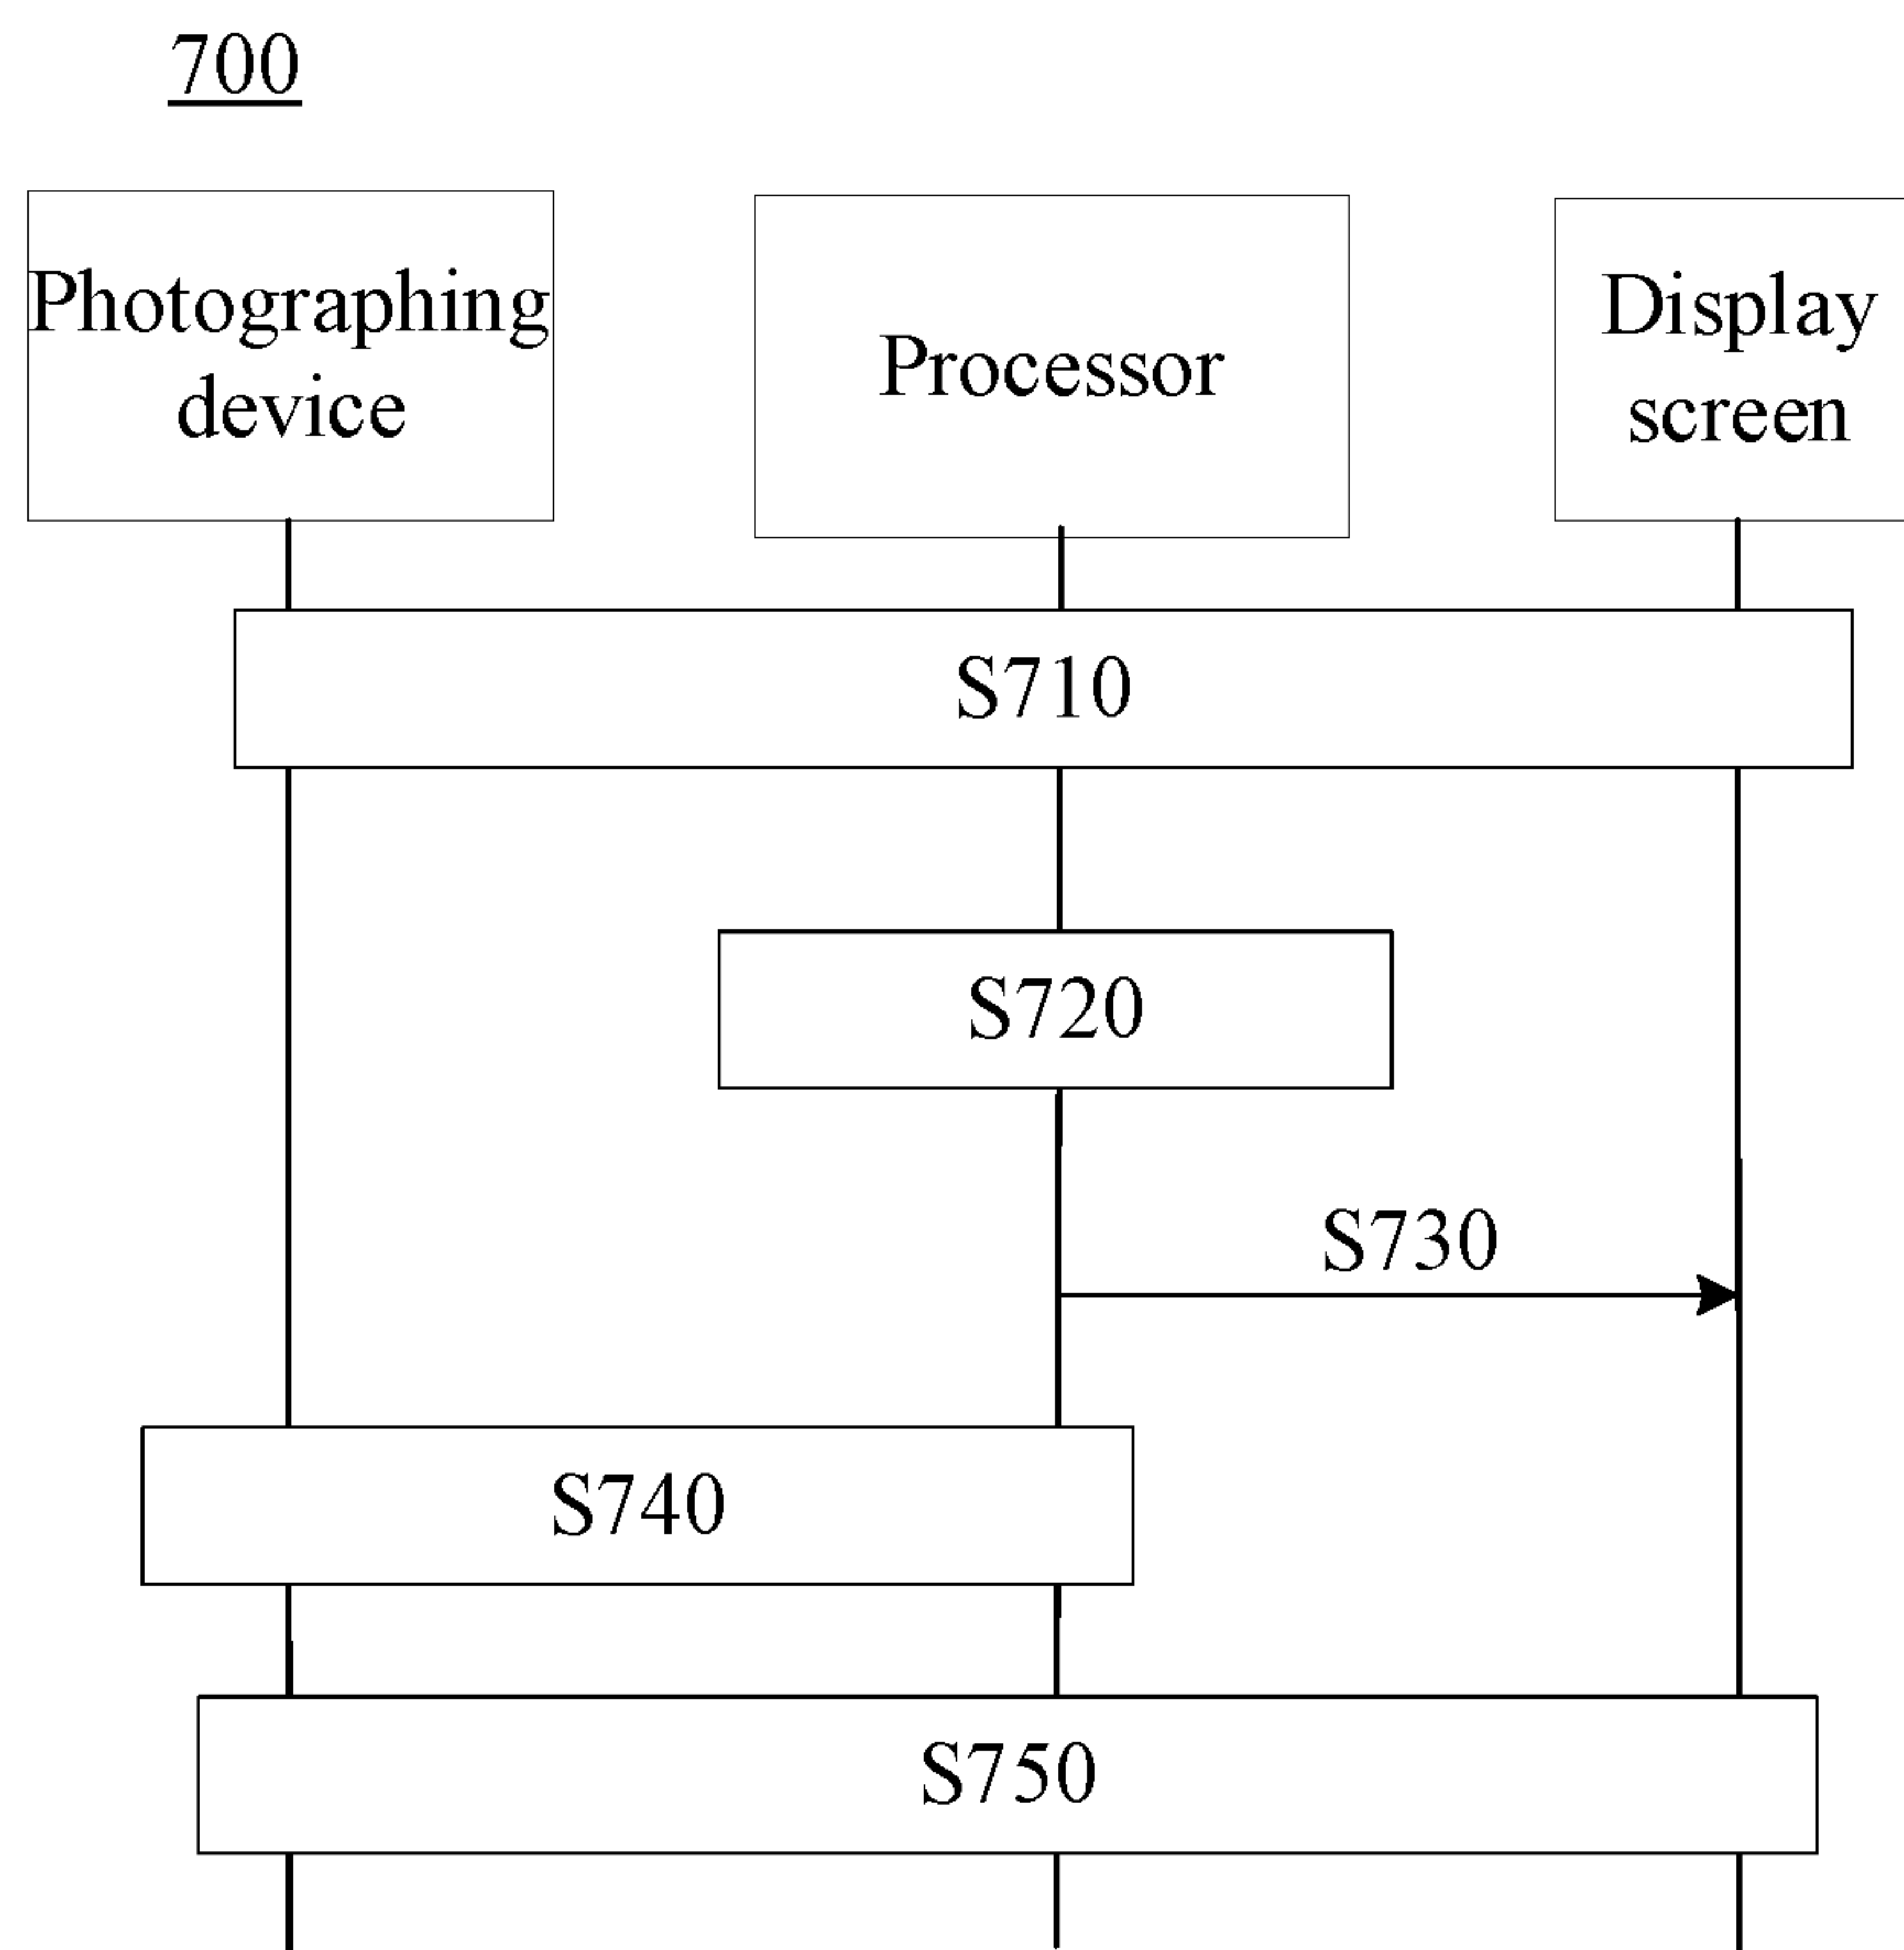 700
Photographing
device
Processor
Display
screen
S710
S720
S730
S740
S750